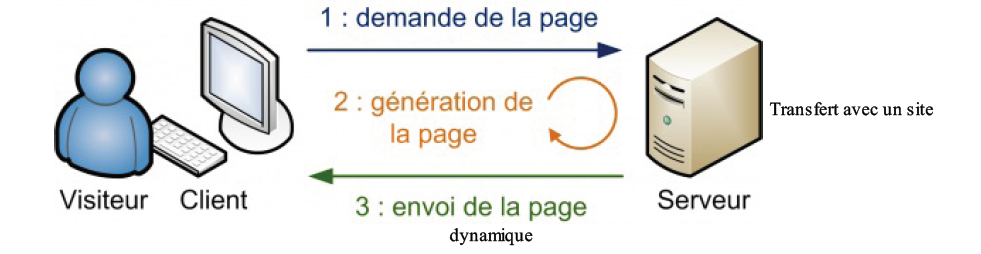 1 : demande de la page
2 : génération de
la page
Transfert avec un site
Visiteur
Client
3 : envoi de la page
Serveur
dynamique